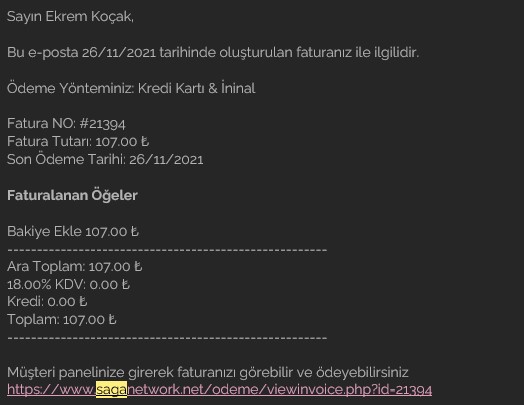 Sayın Ekrem Koçak,
Bu e-posta 26/11/2021 tarihinde oluşturulan faturanız ile ilgilidir.
Ödeme Yönteminiz: Kredi Kartı & İninal
Fatura NO: #21394
Fatura Tutarı: 107.00 ₺
Son Ödeme Tarihi: 26/11/2021
Faturalanan Öğeler
Bakiye Ekle 107.00 ₺
------------------------------------------------------
Ara Toplam: 107.00 ₺
18.00% KDV: 0.00 ₺
Kredi: 0.00 ₺
Toplam: 107.00 ₺
------------------------------------------------------
Müşteri panelinize girerek faturanızı görebilir ve ödeyebilirsiniz
https://www.saganetwork.net/odeme/viewinvoice.php?id=21394